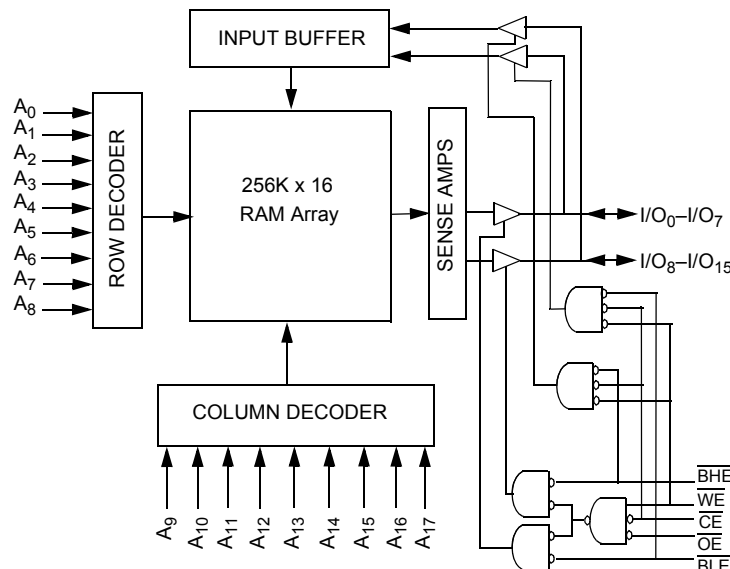 INPUT BUFFER
A0
A1
A2
A3
A4
A5
A6
A7
A8
ROW DECODER
256K x 16
RAM Array
SENSE AMPS
I/O0–I/O7
I/O8–I/O15
COLUMN DECODER
A9
A10
A11
A12
A13
A14
A15
A16
A17
BHE
WE
CE
OE
BLE